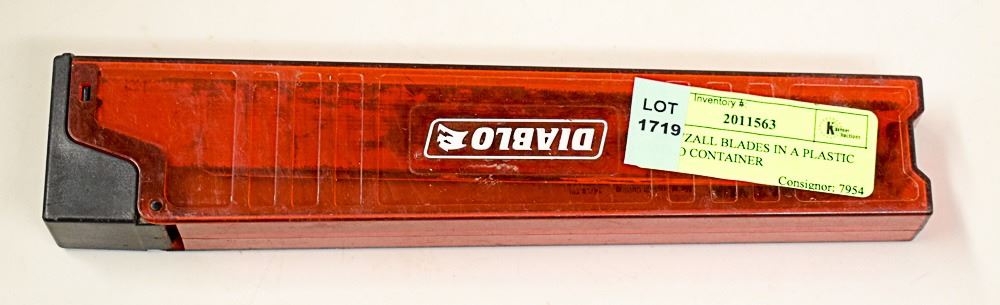 DIABLO
LOT
1719
Inventory #:
2011563
ZALL BLADES IN A PLASTIC
O CONTAINER
Consignor: 7954